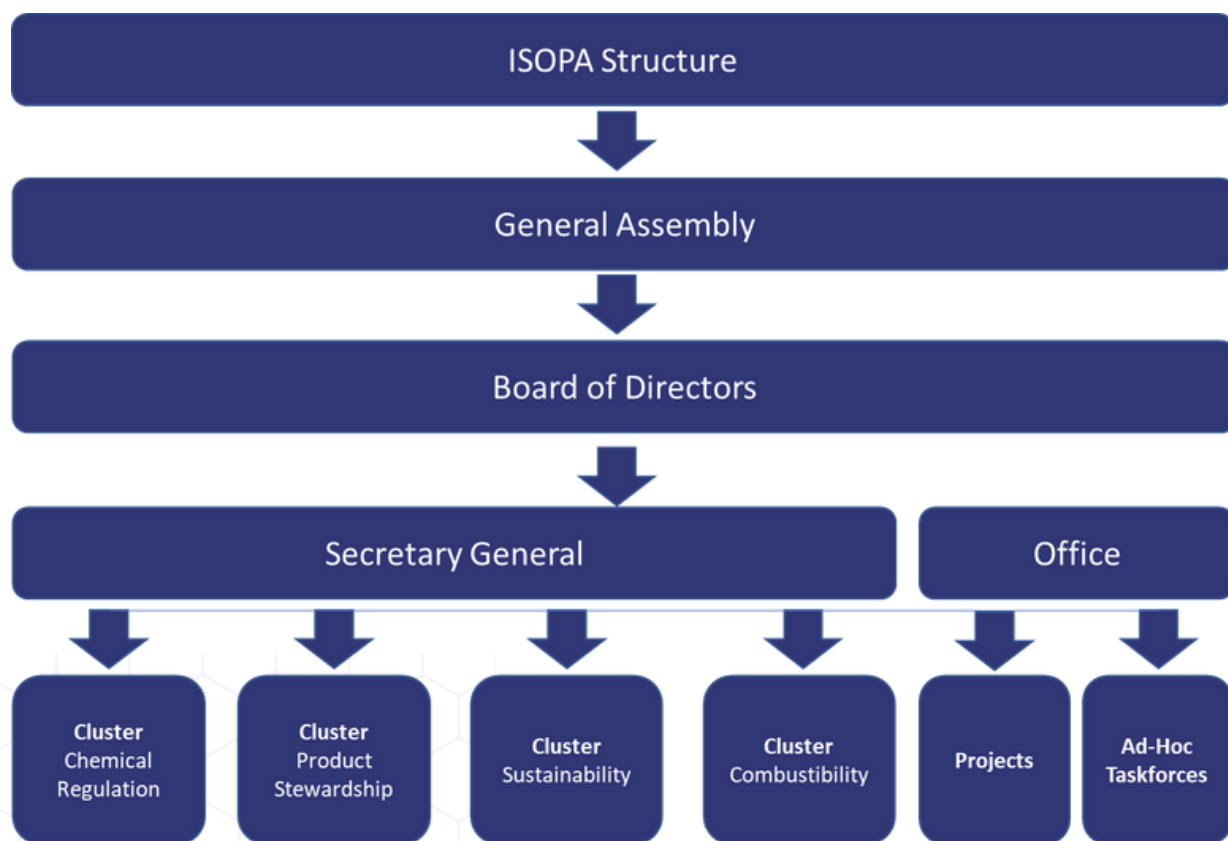 ISOPA Structure
General Assembly
Board of Directors
Secretary General
Office
Cluster
Chemical
Regulation
Cluster
Product
Stewardship
Cluster
Sustainability
Cluster
Combustibility
Projects
Ad-Hoc
Taskforces